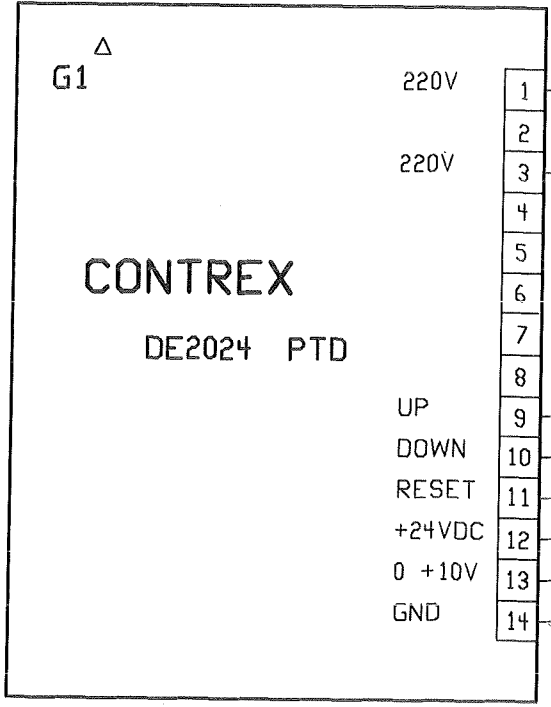 G1
220V 1
2
220V 3
4
5
CONTREX
6
DE2024 PTD 7
8
UP 9
DOWN 10
RESET 11
+24VDC 12
0 +10V 13
GND 14